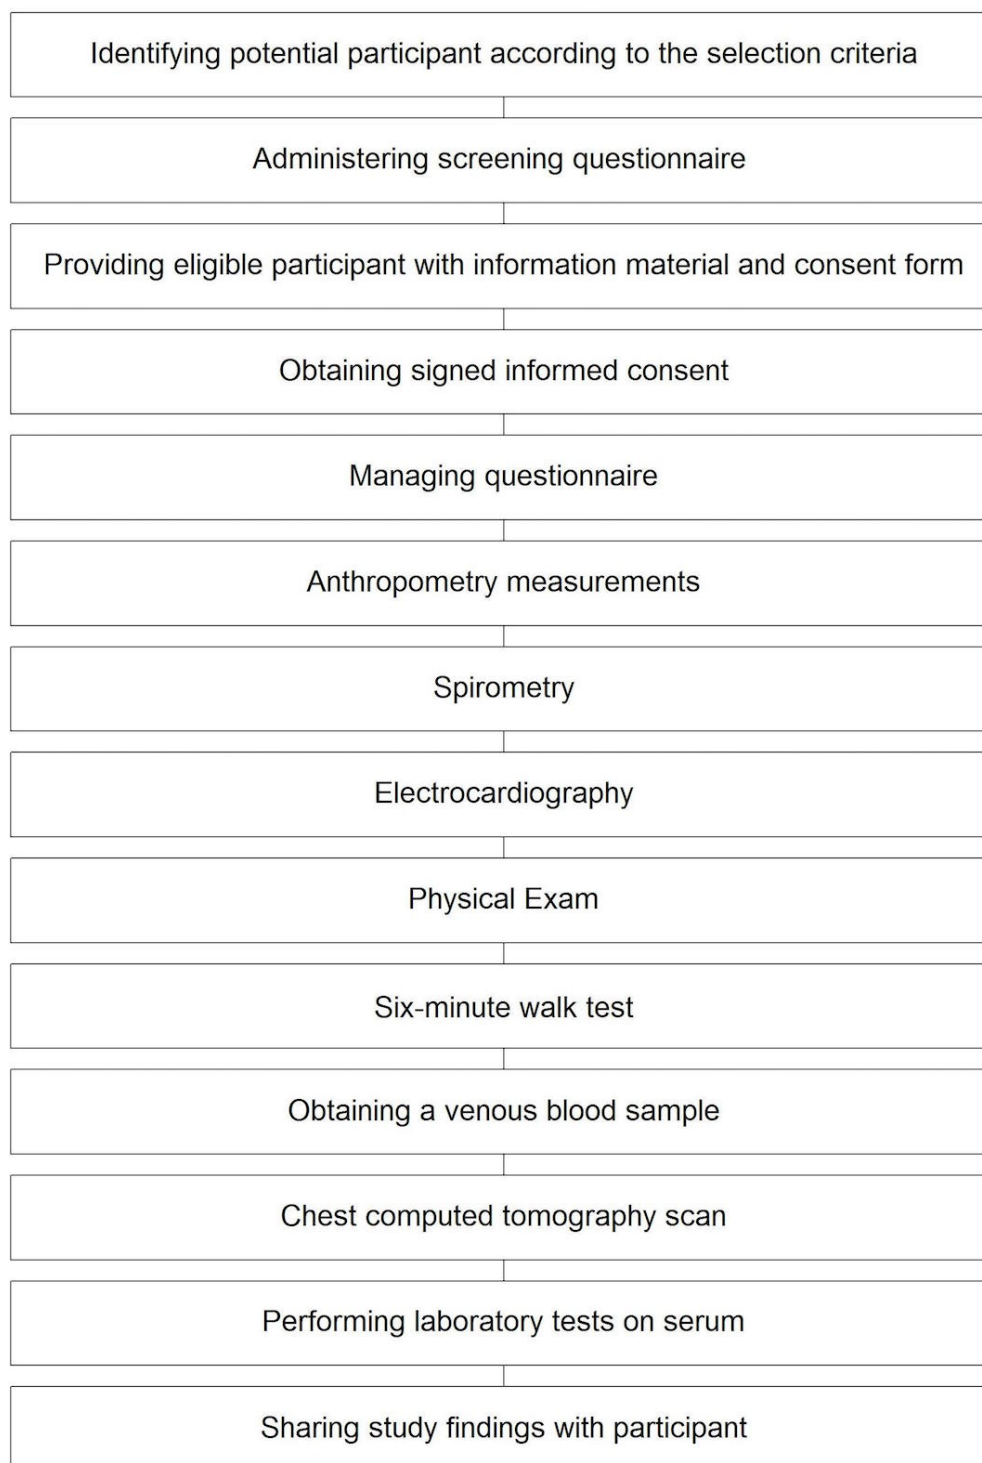 Identifying potential participant according to the selection criteria
Administering screening questionnaire
Providing eligible participant with information material and consent form
Obtaining signed informed consent
Managing questionnaire
Anthropometry measurements
Spirometry
Electrocardiography
Physical Exam
Six-minute walk test
Obtaining a venous blood sample
Chest computed tomography scan
Performing laboratory tests on serum
Sharing study findings with participant